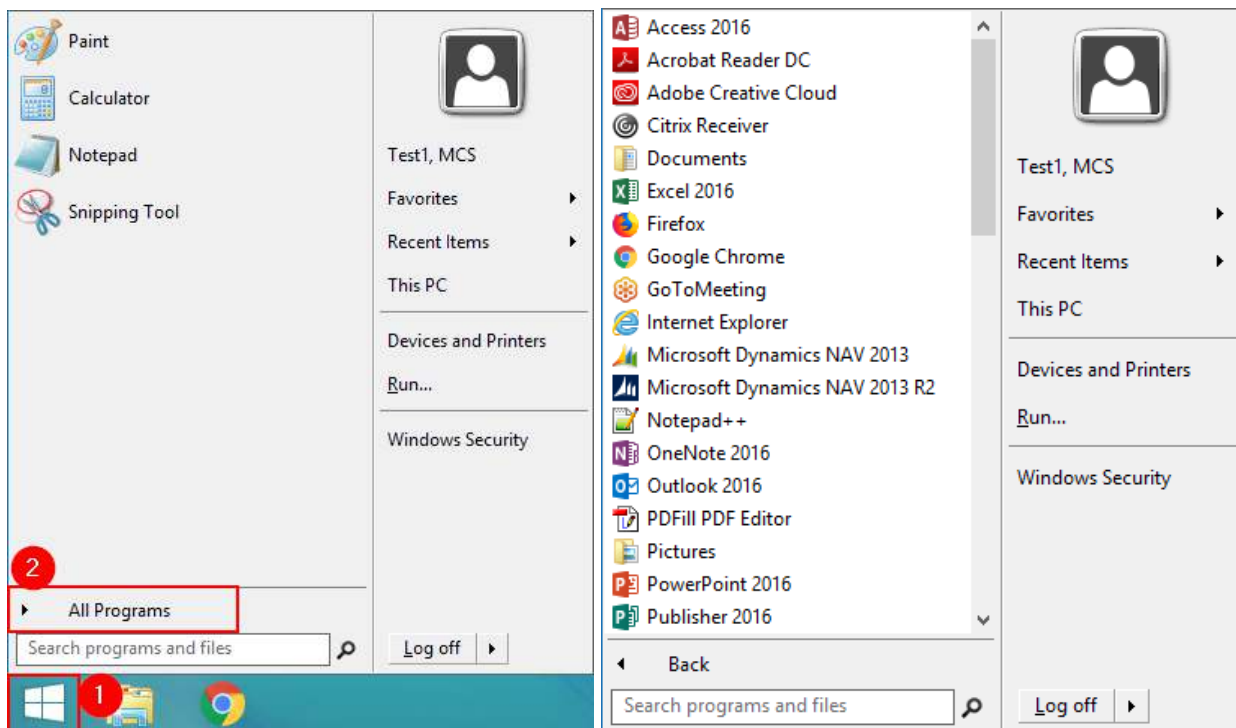 Paint
Calculator
Notepad
Snipping Tool
2
All Programs
Search programs and files
1
Test1, MCS
Favorites
Recent Items
This PC
Devices and Printers
Run...
Windows Security
Log off
Access 2016
Acrobat Reader DC
Adobe Creative Cloud
Citrix Receiver
Documents
Excel 2016
Firefox
Google Chrome
GoToMeeting
Internet Explorer
Microsoft Dynamics NAV 2013
Microsoft Dynamics NAV 2013 R2
Notepad++
OneNote 2016
Outlook 2016
PDFill PDF Editor
Pictures
PowerPoint 2016
Publisher 2016
Back
Search programs and files
Test1, MCS
Favorites
Recent Items
This PC
Devices and Printers
Run...
Windows Security
Log off